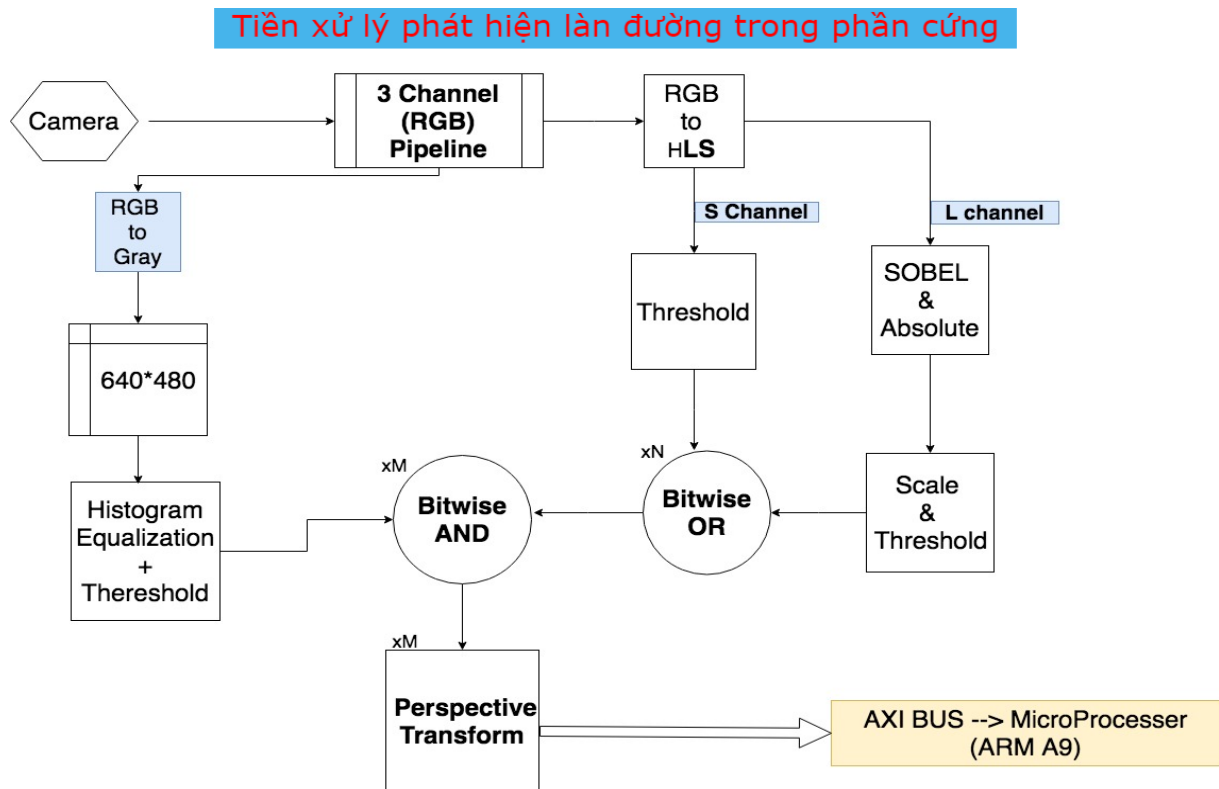 Tiền xử lý phát hiện làn đường trong phần cứng
Camera
3 Channel
(RGB)
Pipeline
RGB
to
HLS
RGB
to
Gray
S Channel
L channel
640*480
Threshold
SOBEL
&
Absolute
Histogram
Equalization
+
Thereshold
xM
Bitwise
AND
xN
Bitwise
OR
Scale
&
Threshold
xM
Perspective
Transform
AXI BUS --> MicroProcesser
(ARM A9)